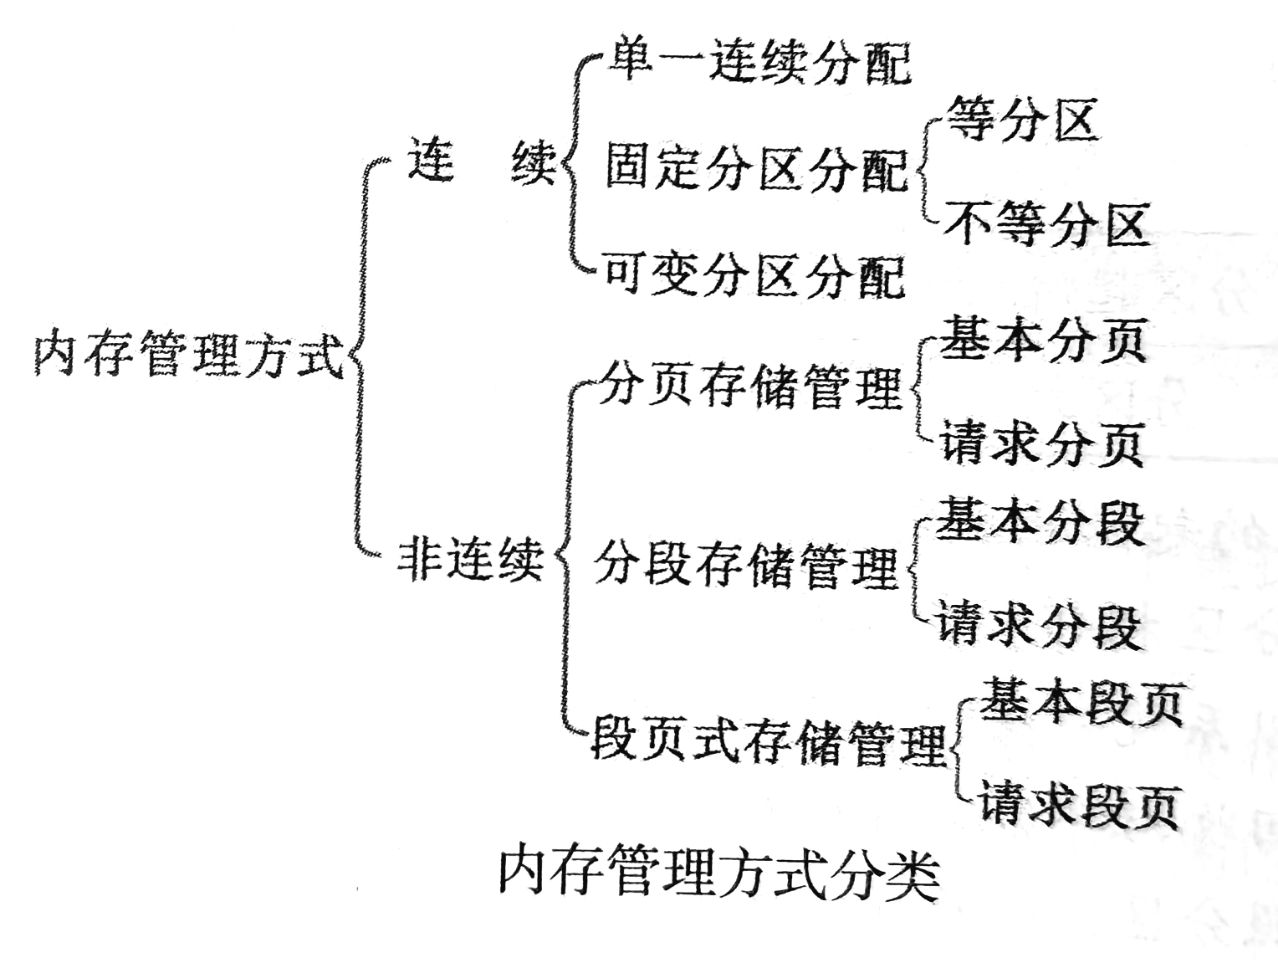 内存管理方式
连 续
单一连续分配
固定分区分配
等分区
不等分区
可变分区分配
非连续
分页存储管理
基本分页
请求分页
分段存储管理
基本分段
请求分段
段页式存储管理
基本段页
请求段页
内存管理方式分类